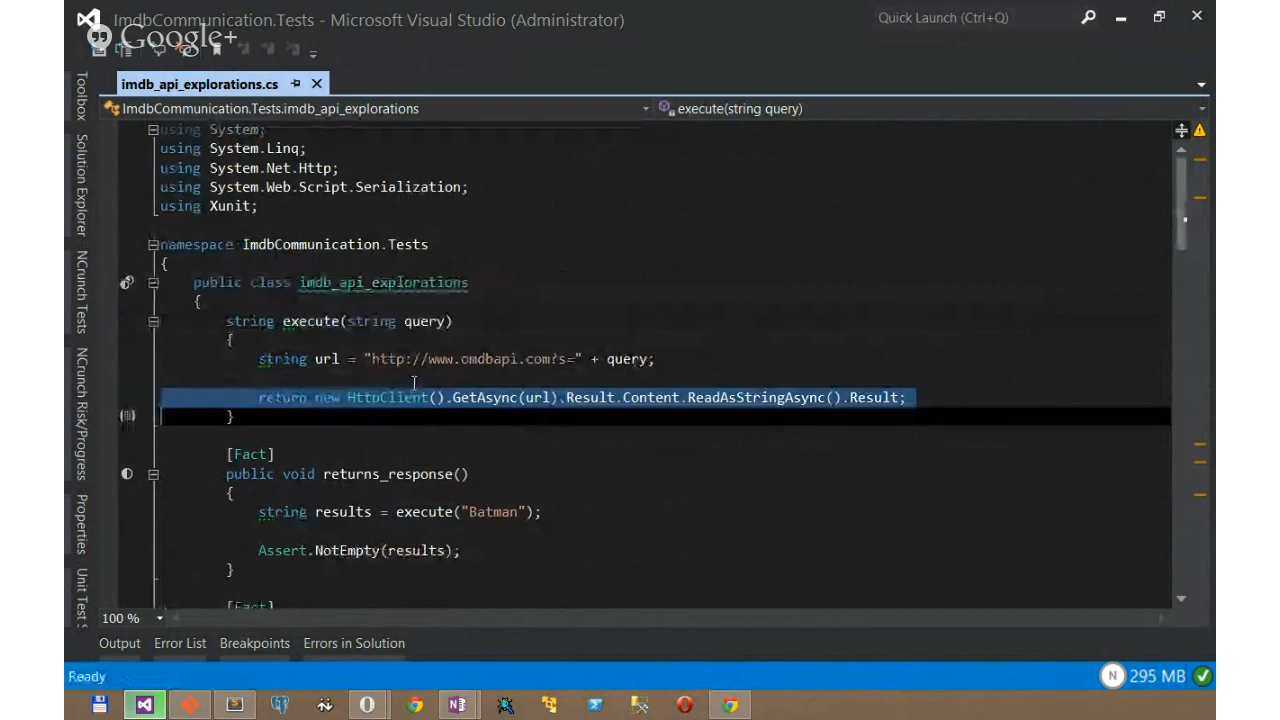 ImdbCommunication.Tests - Microsoft Visual Studio (Administrator)
Quick Launch (Ctrl+Q)
Google+
imdb_api_explorations.cs
ImdbCommunication.Tests.imdb_api_explorations
execute(string query)
Toolbox
Solution Explorer
NCrunch Tests
NCrunch Risk/Progress
Properties
Unit Test S
using System;
using System.Linq;
using System.Net.Http;
using System.Web.Script.Serialization;
using Xunit;
namespace ImdbCommunication.Tests
{
public class imdb_api_explorations
{
string execute(string query)
{
string url = "http://www.omdbapi.com?s=" + query;
return new HttpClient().GetAsync(url).Result.Content.ReadAsStringAsync().Result;
}
[Fact]
public void returns_response()
{
string results = execute("Batman");
Assert.NotEmpty(results);
}
[Fact]
100 %
Output
Error List
Breakpoints
Errors in Solution
Ready
N
295 MB